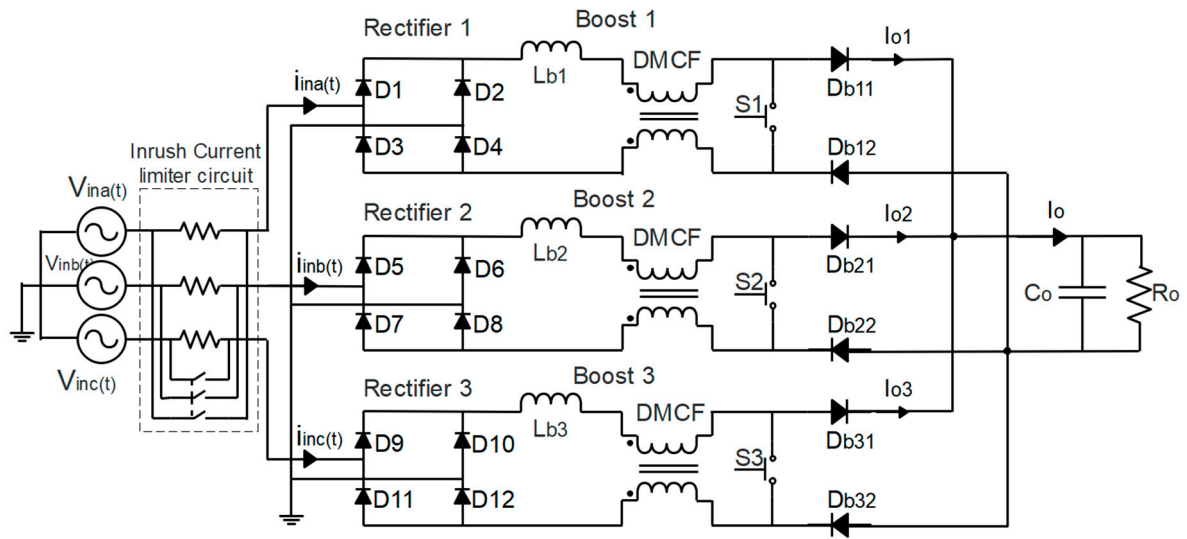 Boost 1
Rectifier 1
Io1
DMCF
Lb1
iina(t)
D1
D2
S1
Db11
D3
D4
Db12
Inrush Current
limiter circuit
Vina(t)
Boost 2
Rectifier 2
Io2
Io
DMCF
Lb2
Vinb(t)
iinb(t)
D5
D6
S2
Db21
Co
Ro
D7
D8
Db22
Vinc(t)
Boost 3
Rectifier 3
Io3
DMCF
Lb3
iinc(t)
D9
D10
S3
Db31
D11
D12
Db32